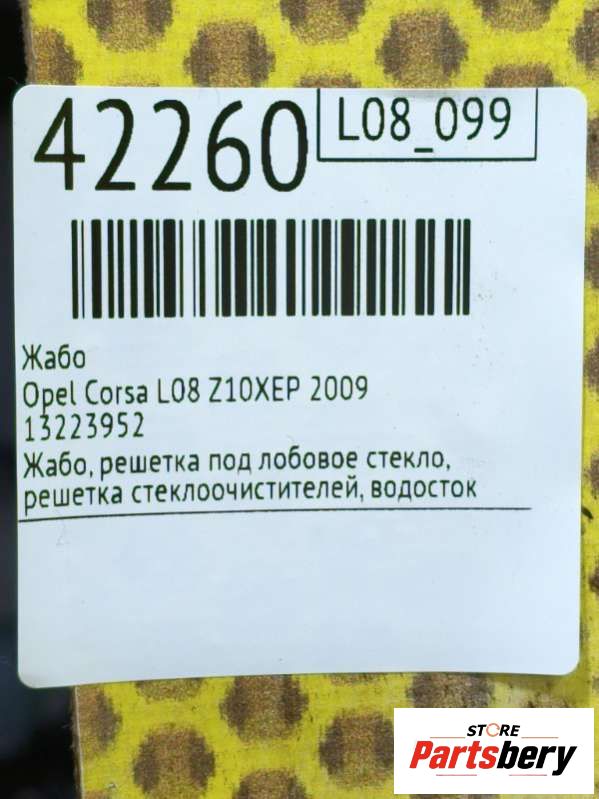 42260
L08_099
Жабо
Opel Corsa L08 Z10XEP 2009
13223952
Жабо, решетка под лобовое стекло,
решетка стеклоочистителей, водосток
STORE
Partsbery